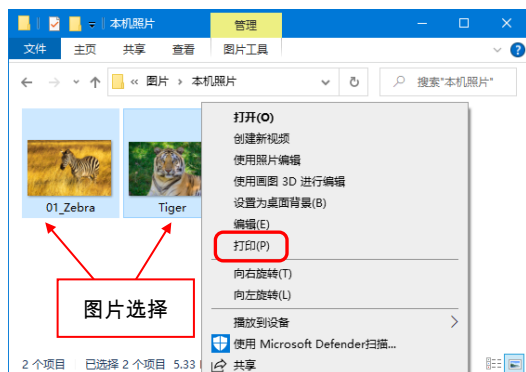 本机照片
管理
文件 主页 共享 查看 图片工具
« 图片 › 本机照片
搜索"本机照片"
打开(O)
创建新视频
使用照片编辑
使用画图 3D 进行编辑
设置为桌面背景(B)
编辑(E)
打印(P)
向右旋转(T)
向左旋转(L)
播放到设备
使用 Microsoft Defender扫描...
共享
01_Zebra
Tiger
图片选择
2 个项目 已选择 2 个项目 5.33